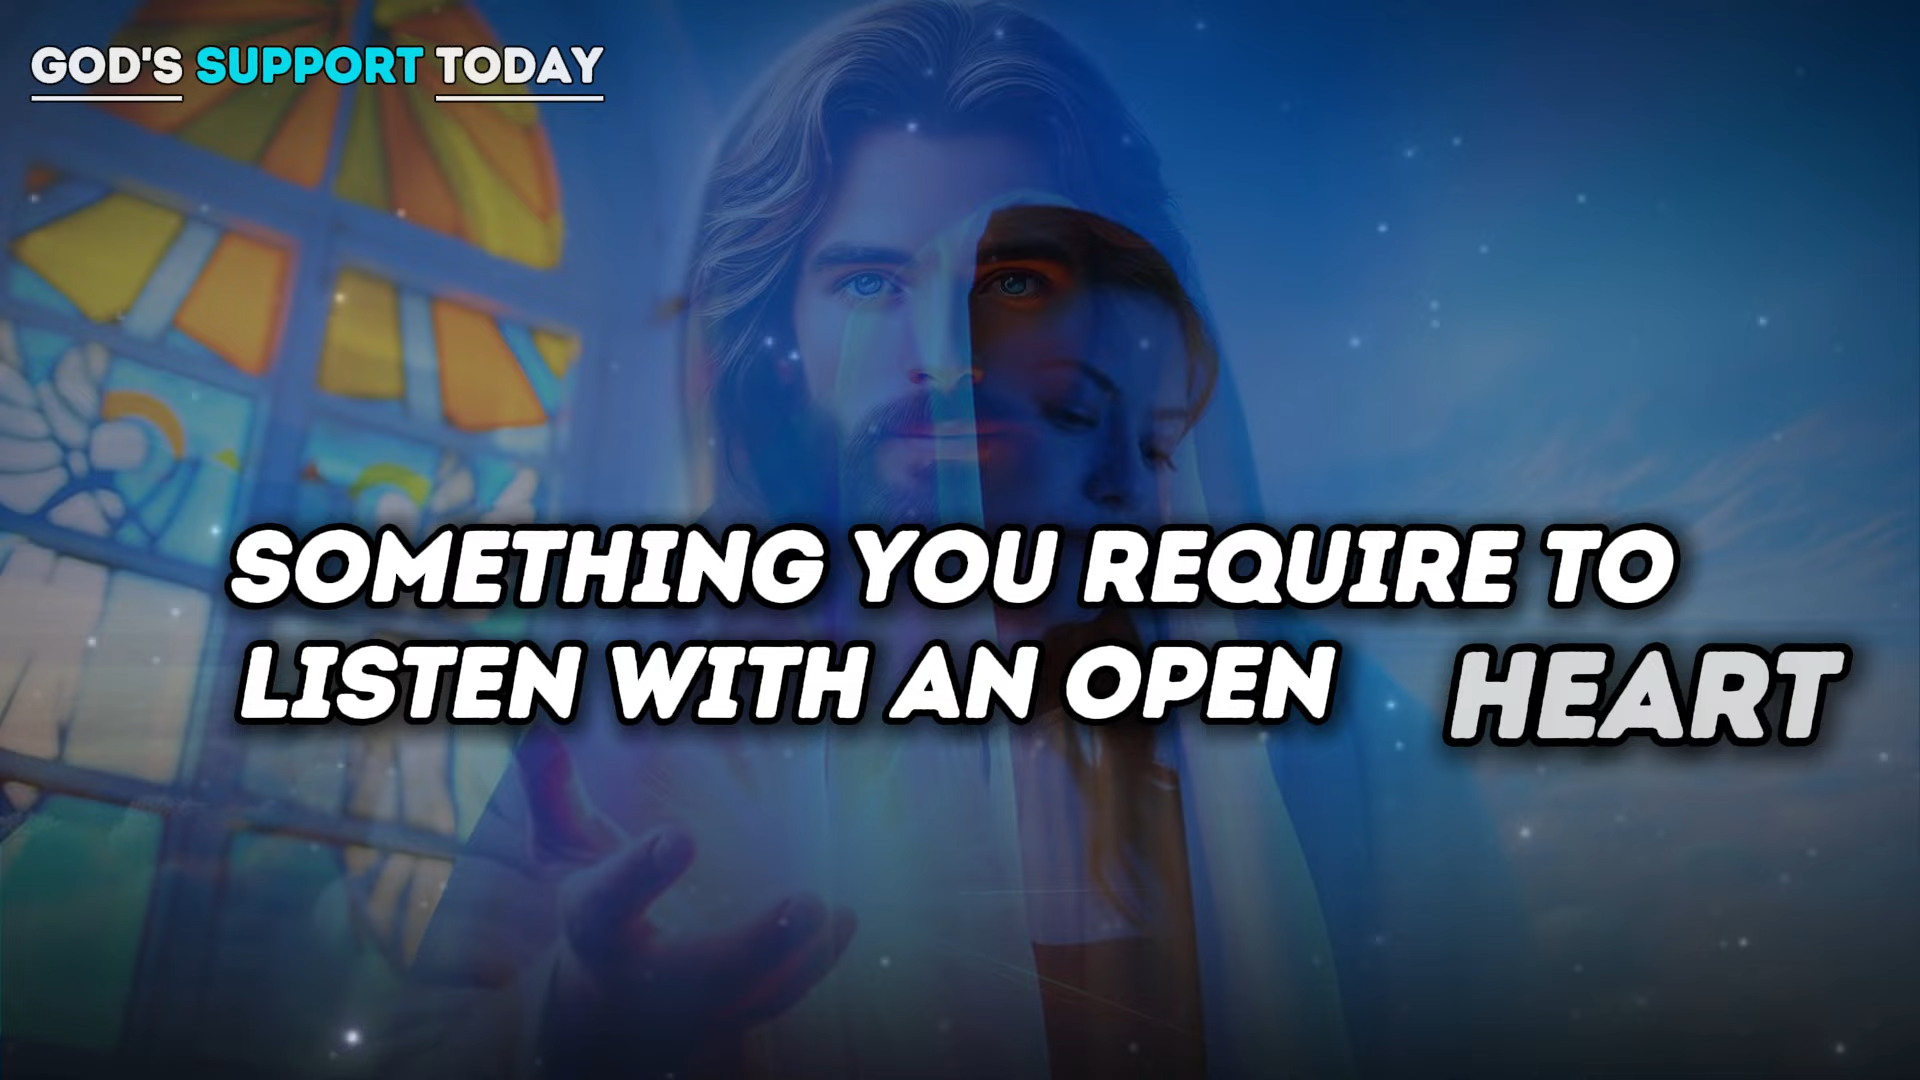 GOD'S SUPPORT TODAY
SOMETHING YOU REQUIRE TO
LISTEN WITH AN OPEN HEART